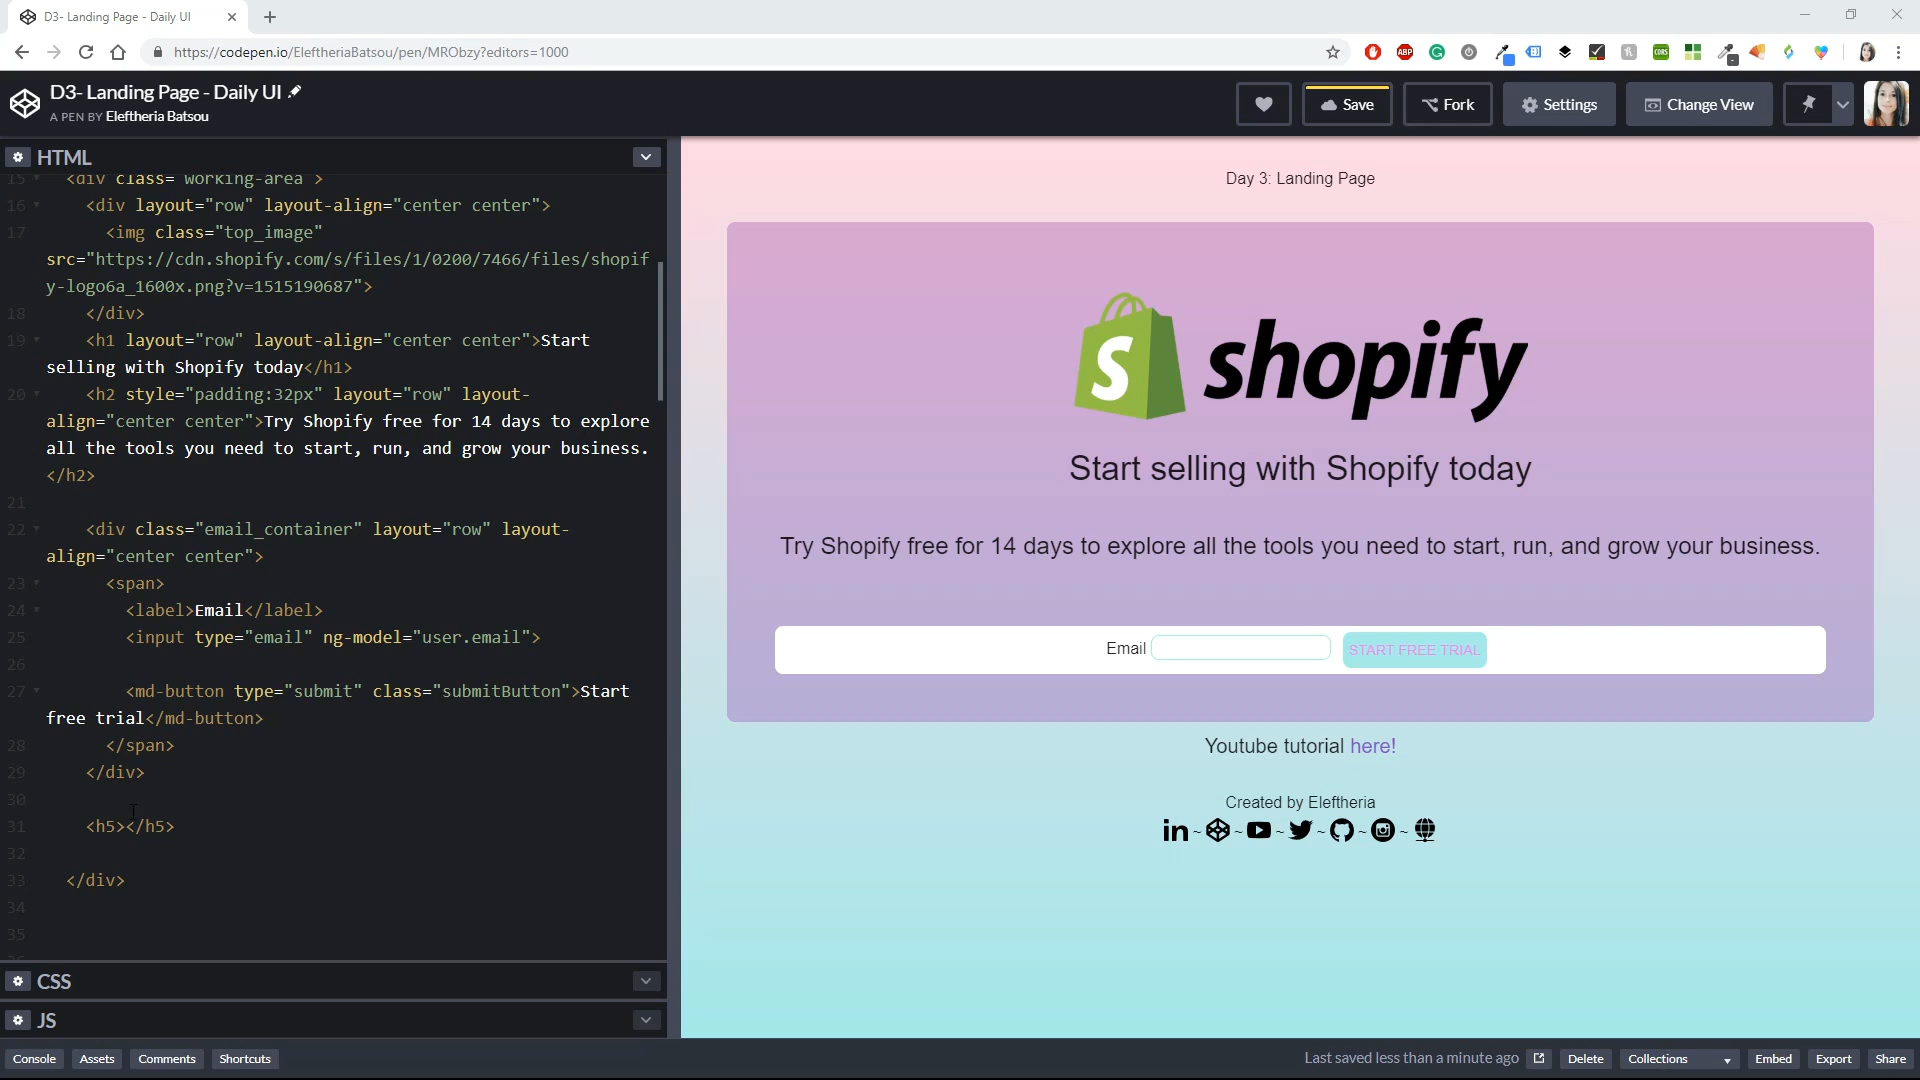 D3- Landing Page - Daily UI
https://codepen.io/EleftheriaBatsou/pen/MRObzy?editors=1000
ABP
CORS
D3- Landing Page - Daily UI
A PEN BY Eleftheria Batsou
Save
Fork
Settings
Change View
HTML
15 <div class="working-area">
16 <div layout="row" layout-align="center center">
17 <img class="top_image"
src="https://cdn.shopify.com/s/files/1/0200/7466/files/shopif
y-logo6a_1600x.png?v=1515190687">
18 </div>
19 <h1 layout="row" layout-align="center center">Start
selling with Shopify today</h1>
20 <h2 style="padding:32px" layout="row" layout-
align="center center">Try Shopify free for 14 days to explore
all the tools you need to start, run, and grow your business.
</h2>
21
22 <div class="email_container" layout="row" layout-
align="center center">
23 <span>
24 <label>Email</label>
25 <input type="email" ng-model="user.email">
26
27 <md-button type="submit" class="submitButton">Start
free trial</md-button>
28 </span>
29 </div>
30
31 <h5></h5>
32
33 </div>
34
35
CSS
JS
Day 3: Landing Page
S shopify
Start selling with Shopify today
Try Shopify free for 14 days to explore all the tools you need to start, run, and grow your business.
Email START FREE TRIAL
Youtube tutorial here!
Created by Eleftheria
in ~ ~ ~ ~ ~ ~
Console Assets Comments Shortcuts
Last saved less than a minute ago Delete Collections Embed Export Share